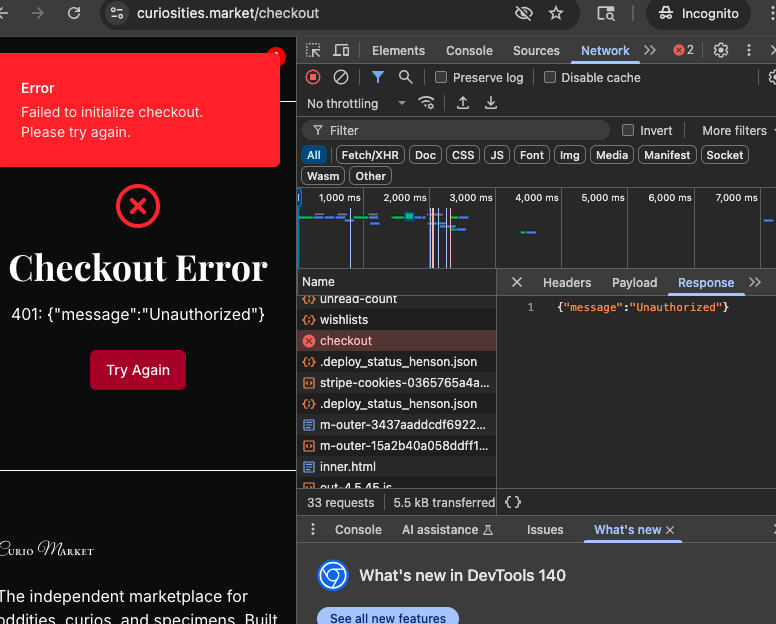 curiosities.market/checkout
Incognito
Error
Failed to initialize checkout.
Please try again.
Checkout Error
401: {"message":"Unauthorized"}
Try Again
Curio Market
The independent marketplace for
oddities, curios, and specimens. Built
Elements Console Sources Network 2
Preserve log Disable cache
No throttling
Filter Invert More filters
All Fetch/XHR Doc CSS JS Font Img Media Manifest Socket
Wasm Other
1,000 ms 2,000 ms 3,000 ms 4,000 ms 5,000 ms 6,000 ms 7,000 ms
Name
unread-count
wishlists
checkout
.deploy_status_henson.json
stripe-cookies-0365765a4a...
.deploy_status_henson.json
m-outer-3437aaddcdf6922...
m-outer-15a2b40a058ddff1...
inner.html
out-4.5.45.js
33 requests 5.5 kB transferred
Headers Payload Response
1 {"message":"Unauthorized"}
Console AI assistance Issues What's new
What's new in DevTools 140
See all new features